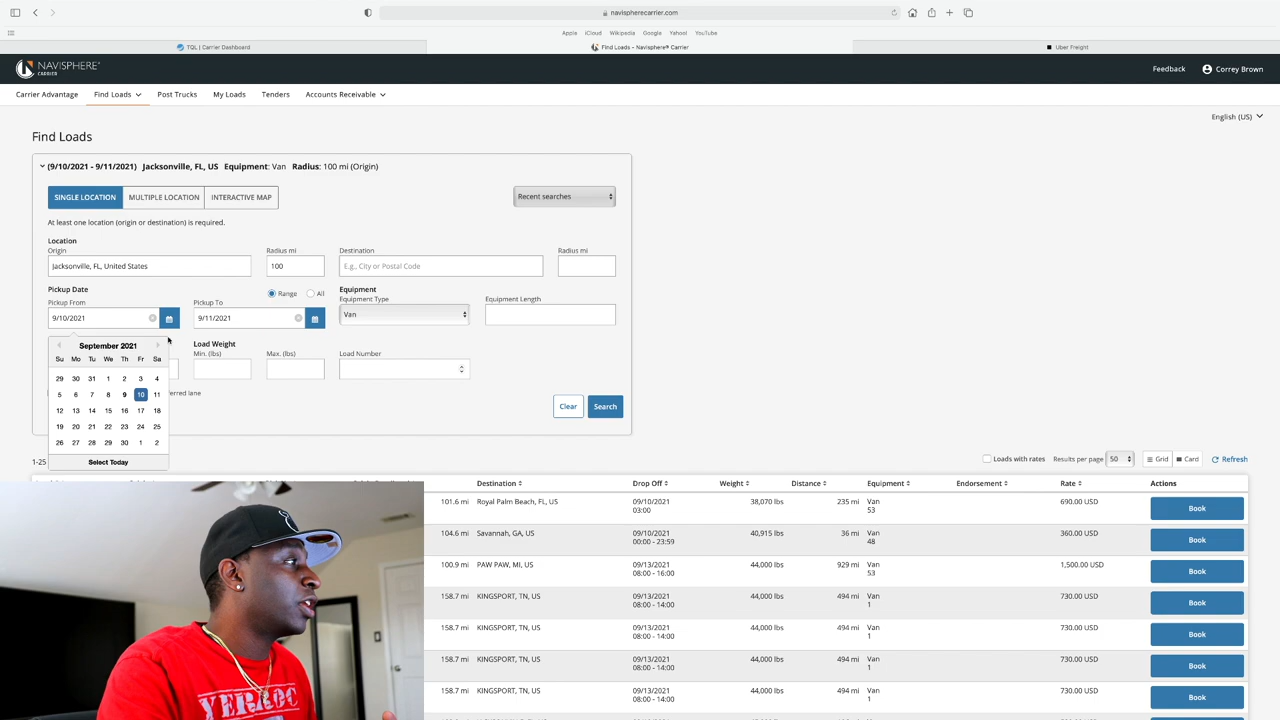 navispherecarrier.com
Apple iCloud Wikipedia Google Yahoo! YouTube
TQL | Carrier Dashboard
Find Loads - Navisphere® Carrier
Uber Freight
NAVISPHERE®
CARRIER
Feedback
Correy Brown
Carrier Advantage
Find Loads
Post Trucks
My Loads
Tenders
Accounts Receivable
English (US)
Find Loads
(9/10/2021 - 9/11/2021) Jacksonville, FL, US Equipment: Van Radius: 100 mi (Origin)
SINGLE LOCATION
MULTIPLE LOCATION
INTERACTIVE MAP
Recent searches
At least one location (origin or destination) is required.
Location
Origin Radius mi Destination Radius mi
Jacksonville, FL, United States 100 E.g., City or Postal Code
Pickup Date Range All Equipment
Pickup From Pickup To Equipment Type Equipment Length
9/10/2021 9/11/2021 Van
September 2021
Su Mo Tu We Th Fr Sa
29 30 31 1 2 3 4
5 6 7 8 9 10 11
12 13 14 15 16 17 18
19 20 21 22 23 24 25
26 27 28 29 30 1 2
Select Today
Load Weight
Min. (lbs) Max. (lbs) Load Number
ferred lane
Clear
Search
1-25
Loads with rates Results per page 50 Grid Card Refresh
Destination Drop Off Weight Distance Equipment Endorsement Rate Actions
101.6 mi Royal Palm Beach, FL, US 09/10/2021 38,070 lbs 235 mi Van 690.00 USD Book
03:00 53
104.6 mi Savannah, GA, US 09/10/2021 40,915 lbs 36 mi Van 360.00 USD Book
00:00 - 23:59 48
100.9 mi PAW PAW, MI, US 09/13/2021 44,000 lbs 929 mi Van 1,500.00 USD Book
08:00 - 16:00 53
158.7 mi KINGSPORT, TN, US 09/13/2021 44,000 lbs 494 mi Van 730.00 USD Book
08:00 - 14:00 1
158.7 mi KINGSPORT, TN, US 09/13/2021 44,000 lbs 494 mi Van 730.00 USD Book
08:00 - 14:00 1
158.7 mi KINGSPORT, TN, US 09/13/2021 44,000 lbs 494 mi Van 730.00 USD Book
08:00 - 14:00 1
158.7 mi KINGSPORT, TN, US 09/13/2021 44,000 lbs 494 mi Van 730.00 USD Book
08:00 - 14:00 1